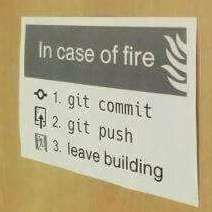 In case of fire
1. git commit
2. git push
3. leave building